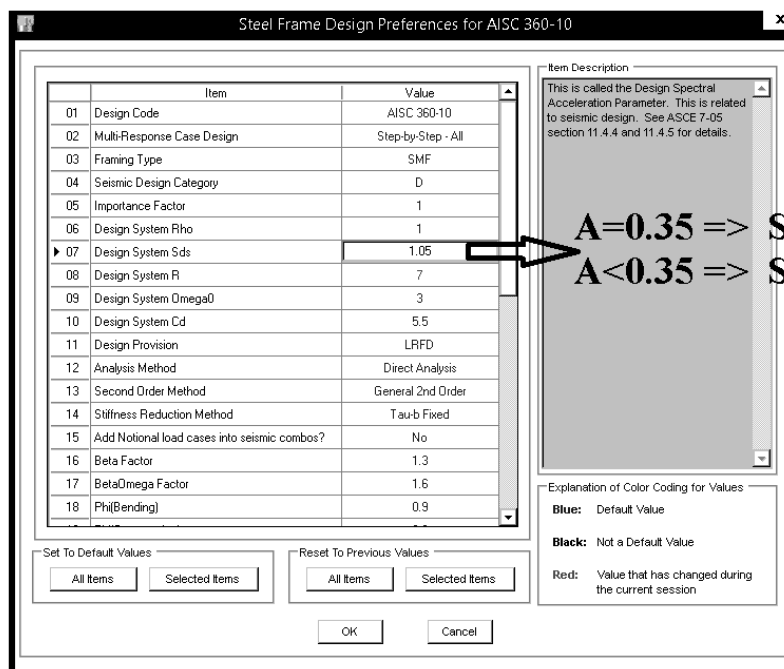 Steel Frame Design Preferences for AISC 360-10
x
Item Value
01 Design Code AISC 360-10
02 Multi-Response Case Design Step-by-Step - All
03 Framing Type SMF
04 Seismic Design Category D
05 Importance Factor 1
06 Design System Rho 1
07 Design System Sds 1.05
08 Design System R 7
09 Design System Omega0 3
10 Design System Cd 5.5
11 Design Provision LRFD
12 Analysis Method Direct Analysis
13 Second Order Method General 2nd Order
14 Stiffness Reduction Method Tau-b Fixed
15 Add Notional load cases into seismic combos? No
16 Beta Factor 1.3
17 BetaOmega Factor 1.6
18 Phi(Bending) 0.9
Item Description
This is called the Design Spectral
Acceleration Parameter. This is related
to seismic design. See ASCE 7-05
section 11.4.4 and 11.4.5 for details.
A=0.35 => S
A<0.35 => S
Set To Default Values
All Items Selected Items
Reset To Previous Values
All Items Selected Items
Explanation of Color Coding for Values
Blue: Default Value
Black: Not a Default Value
Red: Value that has changed during
the current session
OK Cancel